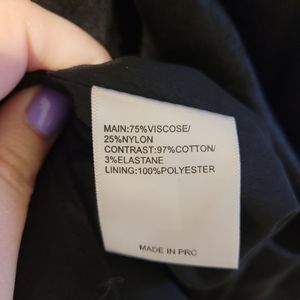 MAIN:75%VISCOSE/
25%NYLON
CONTRAST:97%COTTON/
3%ELASTANE
LINING:100%POLYESTER
MADE IN PRC